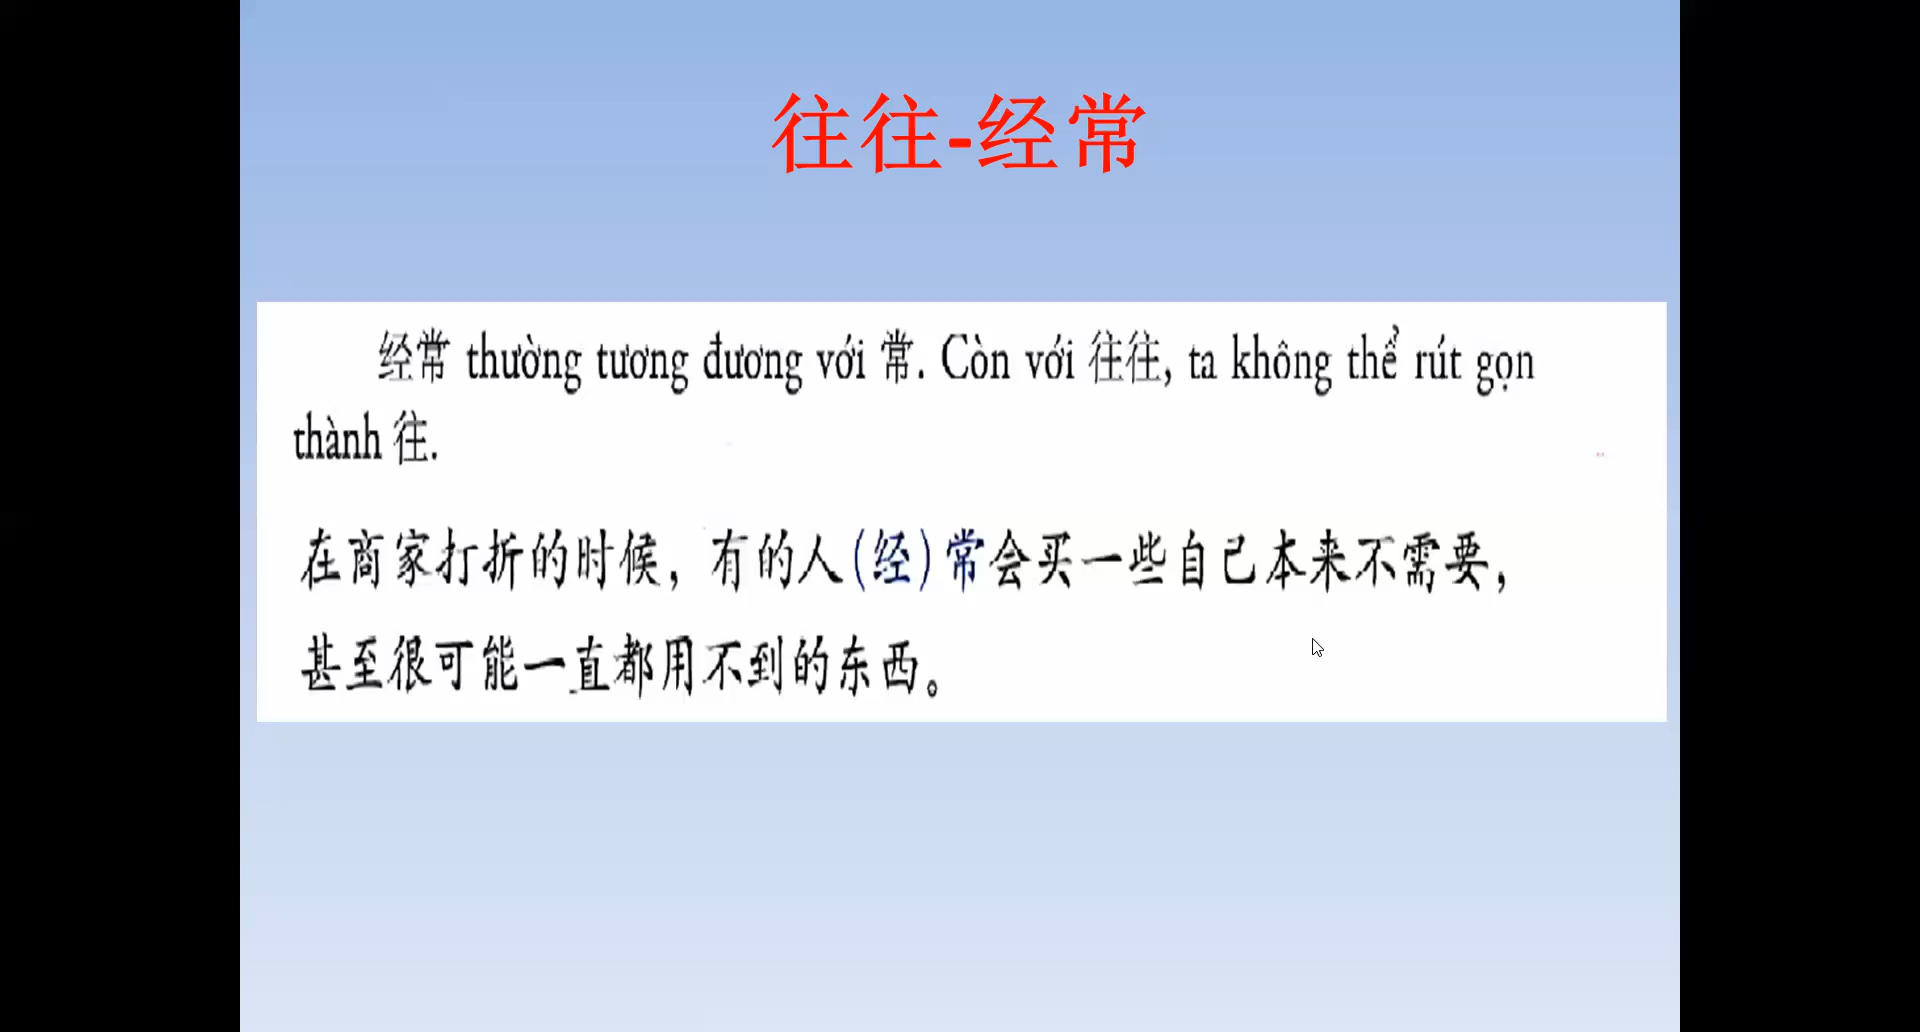 往往-经常
经常 thường tương đương với 常. Còn với 往往, ta không thể rút gọn
thành 往.
在商家打折的时候，有的人(经)常会买一些自己本来不需要，
甚至很可能一直都用不到的东西。